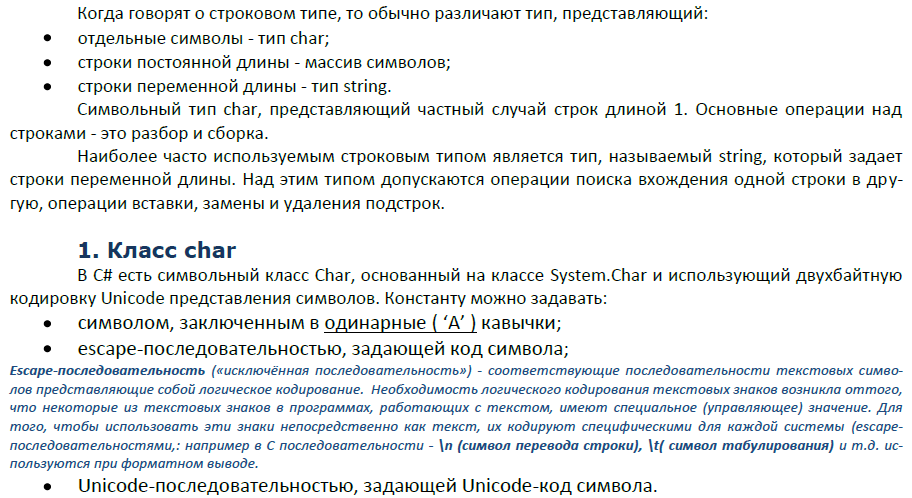 Когда говорят о строковом типе, то обычно различают тип, представляющий:
• отдельные символы - тип char;
• строки постоянной длины - массив символов;
• строки переменной длины - тип string.
Символьный тип char, представляющий частный случай строк длиной 1. Основные операции над
строками - это разбор и сборка.
Наиболее часто используемым строковым типом является тип, называемый string, который задает
строки переменной длины. Над этим типом допускаются операции поиска вхождения одной строки в дру-
гую, операции вставки, замены и удаления подстрок.
1. Класс char
В C# есть символьный класс Char, основанный на классе System.Char и использующий двухбайтную
кодировку Unicode представления символов. Константу можно задавать:
• символом, заключенным в одинарные ( ‘A’ ) кавычки;
• escape-последовательностью, задающей код символа;
Escape-последовательность («исключённая последовательность») - соответствующие последовательности текстовых симво-
лов представляющие собой логическое кодирование. Необходимость логического кодирования текстовых знаков возникла оттого,
что некоторые из текстовых знаков в программах, работающих с текстом, имеют специальное (управляющее) значение. Для
того, чтобы использовать эти знаки непосредственно как текст, их кодируют специфическими для каждой системы (escape-
последовательностями,: например в C последовательности - \n (символ перевода строки), \t( символ табулирования) и т.д. ис-
пользуются при форматном выводе.
• Unicode-последовательностью, задающей Unicode-код символа.